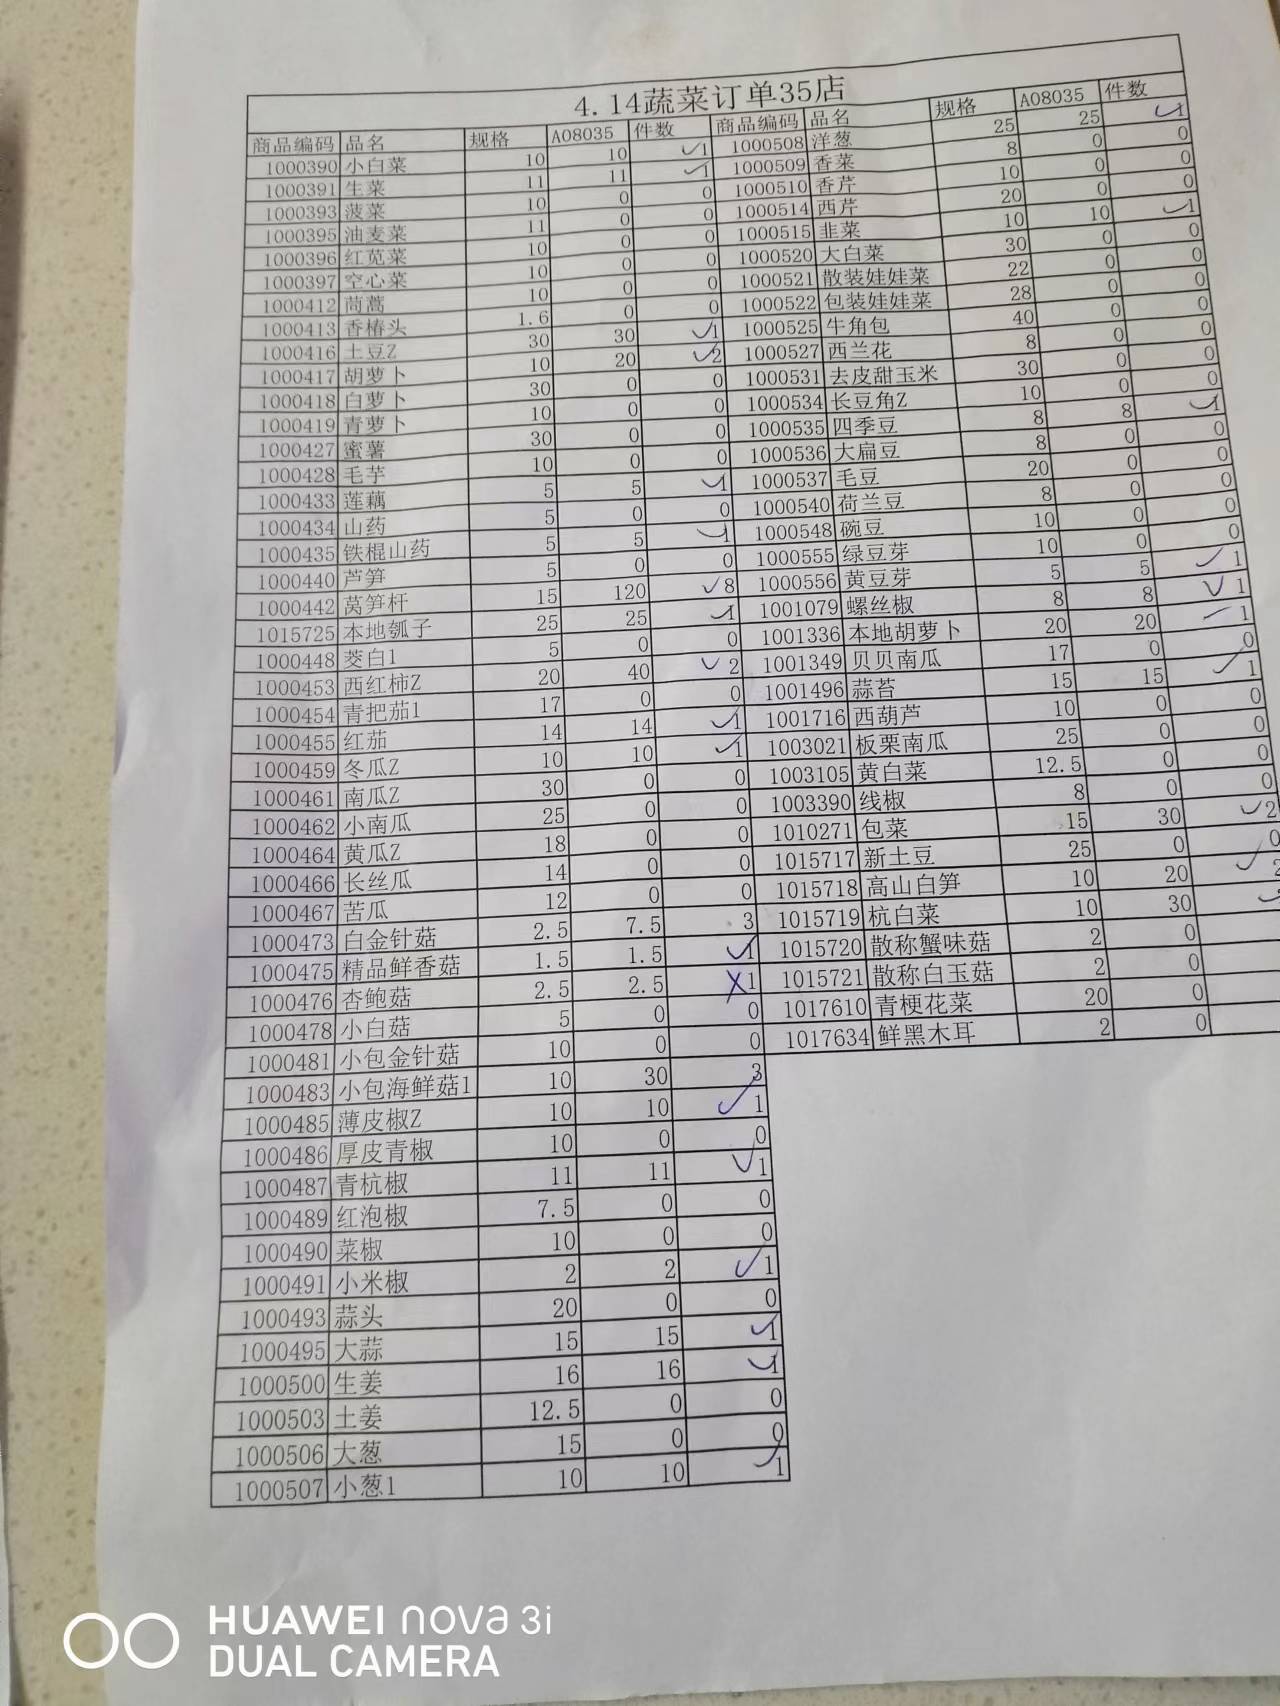 4.14蔬菜订单35店
商品编码 品名 规格 A08035 件数 商品编码 品名 规格 A08035 件数
1000390 小白菜 10 10 ✓1 1000508 洋葱 25 25 ✓1
1000391 生菜 11 11 ✓1 1000509 香菜 8 0 0
1000393 菠菜 10 0 0 1000510 香芹 10 0 0
1000395 油麦菜 11 0 0 1000514 西芹 20 0 0
1000396 红苋菜 10 0 0 1000515 韭菜 10 10 ✓1
1000397 空心菜 10 0 0 1000520 大白菜 30 0 0
1000412 茼蒿 10 0 0 1000521 散装娃娃菜 22 0 0
1000413 香椿头 1.6 0 0 1000522 包装娃娃菜 28 0 0
1000416 土豆Z 30 30 ✓1 1000525 牛角包 40 0 0
1000417 胡萝卜 10 20 ✓2 1000527 西兰花 8 0 0
1000418 白萝卜 30 0 0 1000531 去皮甜玉米 30 0 0
1000419 青萝卜 10 0 0 1000534 长豆角Z 10 0 0
1000427 蜜薯 30 0 0 1000535 四季豆 8 8 ✓1
1000428 毛芋 10 0 0 1000536 大扁豆 8 0 0
1000433 莲藕 5 5 ✓1 1000537 毛豆 20 0 0
1000434 山药 5 0 0 1000540 荷兰豆 8 0 0
1000435 铁棍山药 5 5 ✓1 1000548 碗豆 10 0 0
1000440 芦笋 5 0 0 1000555 绿豆芽 10 0 0
1000442 莴笋杆 15 120 ✓8 1000556 黄豆芽 5 5 ✓1
1015725 本地瓠子 25 25 ✓1 1001079 螺丝椒 8 8 ✓1
1000448 茭白1 5 0 0 1001336 本地胡萝卜 20 20 ✓1
1000453 西红柿Z 20 40 ✓2 1001349 贝贝南瓜 17 0 0
1000454 青把茄1 17 0 0 1001496 蒜苔 15 15 ✓1
1000455 红茄 14 14 ✓1 1001716 西葫芦 10 0 0
1000459 冬瓜Z 10 10 ✓1 1003021 板栗南瓜 25 0 0
1000461 南瓜Z 30 0 0 1003105 黄白菜 12.5 0 0
1000462 小南瓜 25 0 0 1003390 线椒 8 0 0
1000464 黄瓜Z 18 0 0 1010271 包菜 15 30 ✓2
1000466 长丝瓜 14 0 0 1015717 新土豆 25 0 0
1000467 苦瓜 12 0 0 1015718 高山白笋 10 20 ✓2
1000473 白金针菇 2.5 7.5 3 1015719 杭白菜 10 30 ✓
1000475 精品鲜香菇 1.5 1.5 ✓1 1015720 散称蟹味菇 2 0
1000476 杏鲍菇 2.5 2.5 ✗1 1015721 散称白玉菇 2 0
1000478 小白菇 5 0 0 1017610 青梗花菜 20 0
1000481 小包金针菇 10 0 0 1017634 鲜黑木耳 2 0
1000483 小包海鲜菇1 10 30 3
1000485 薄皮椒Z 10 10 ✓1
1000486 厚皮青椒 10 0 0
1000487 青杭椒 11 11 ✓1
1000489 红泡椒 7.5 0 0
1000490 菜椒 10 0 0
1000491 小米椒 2 2 ✓1
1000493 蒜头 20 0 0
1000495 大蒜 15 15 ✓1
1000500 生姜 16 16 ✓1
1000503 土姜 12.5 0 0
1000506 大葱 15 0 0
1000507 小葱1 10 10 ✓1
HUAWEI nova 3i
DUAL CAMERA